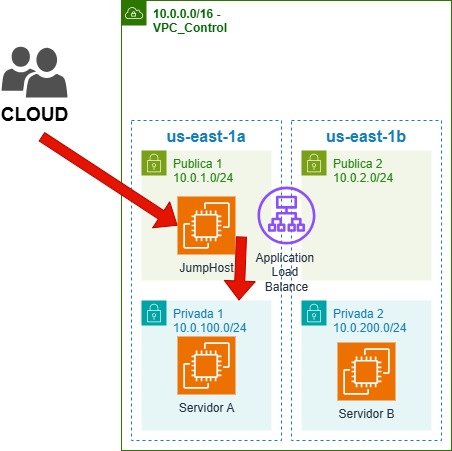 10.0.0.0/16 -
VPC_Control
CLOUD
us-east-1a
us-east-1b
Publica 1
10.0.1.0/24
Publica 2
10.0.2.0/24
JumpHost
Application
Load
Balance
Privada 1
10.0.100.0/24
Privada 2
10.0.200.0/24
Servidor A
Servidor B